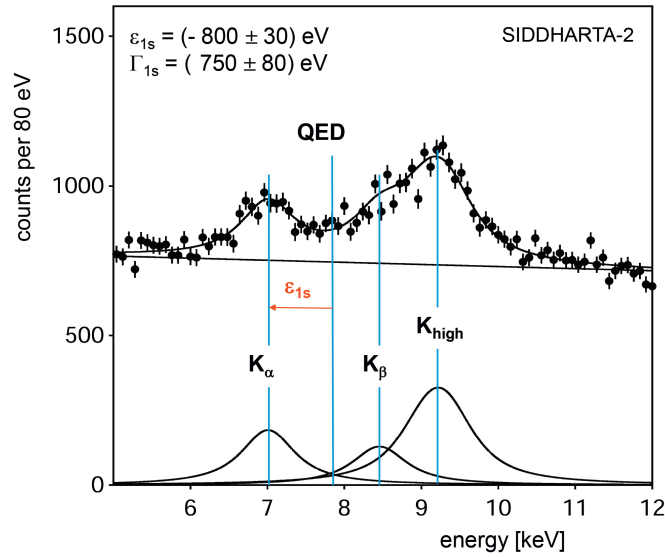 1500
ε1s = (- 800 ± 30) eV
SIDDHARTA-2
Γ1s = ( 750 ± 80) eV
QED
counts per 80 eV
1000
ε1s
500
Khigh
Kα
Kβ
0
6 7 8 9 10 11 12
energy [keV]